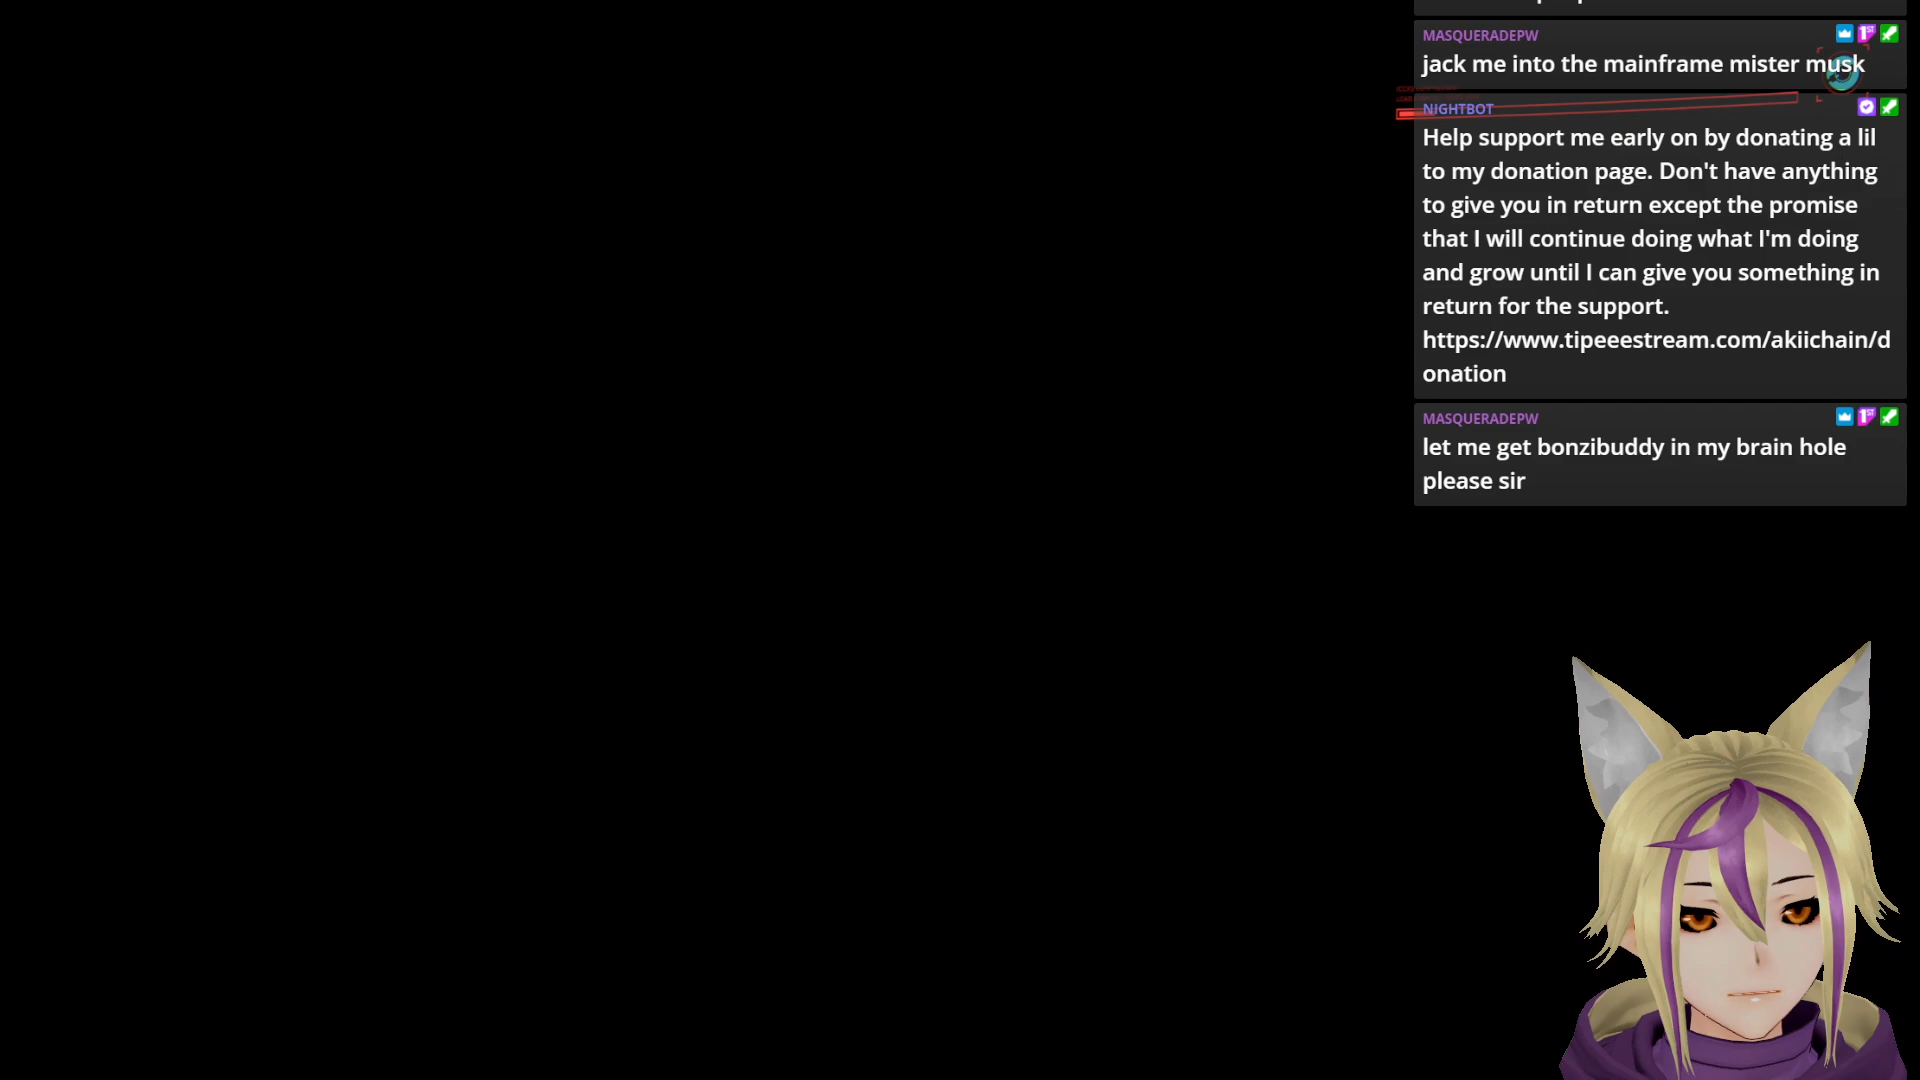 MASQUERADEPW
jack me into the mainframe mister musk
NIGHTBOT
Help support me early on by donating a lil
to my donation page. Don't have anything
to give you in return except the promise
that I will continue doing what I'm doing
and grow until I can give you something in
return for the support.
https://www.tipeeestream.com/akiichain/d
onation
MASQUERADEPW
let me get bonzibuddy in my brain hole
please sir